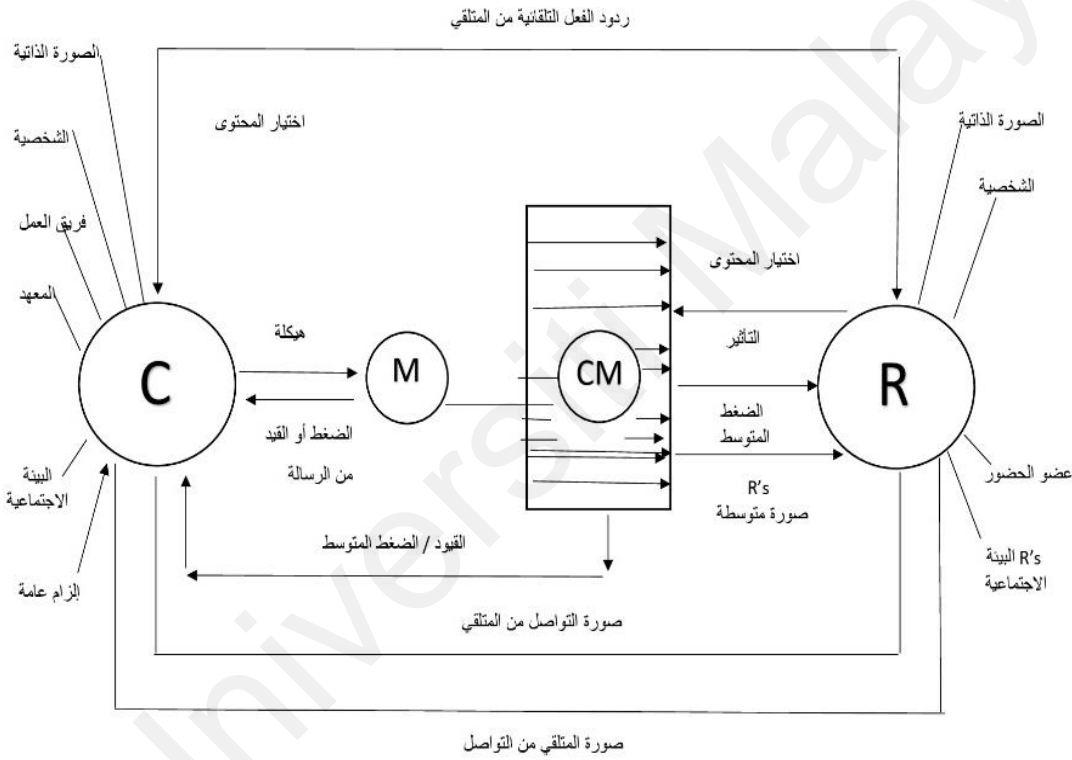 ردود الفعل التلقائية من المتلقي
الصورة الذاتية
الصورة الذاتية
اختيار المحتوى
الشخصية
الشخصية
فريق العمل
اختيار المحتوى
المعهد
هيكلة
التأثير
C
M
CM
R
الضغط أو القيد
من الرسالة
الضغط
المتوسط
البيئة
الاجتماعية
عضو الحضور
R's
صورة متوسطة
القيود / الضغط المتوسط
R's البيئة
الاجتماعية
إلزام عامة
صورة التواصل من المتلقي
صورة المتلقي من التواصل
Universiti Malay